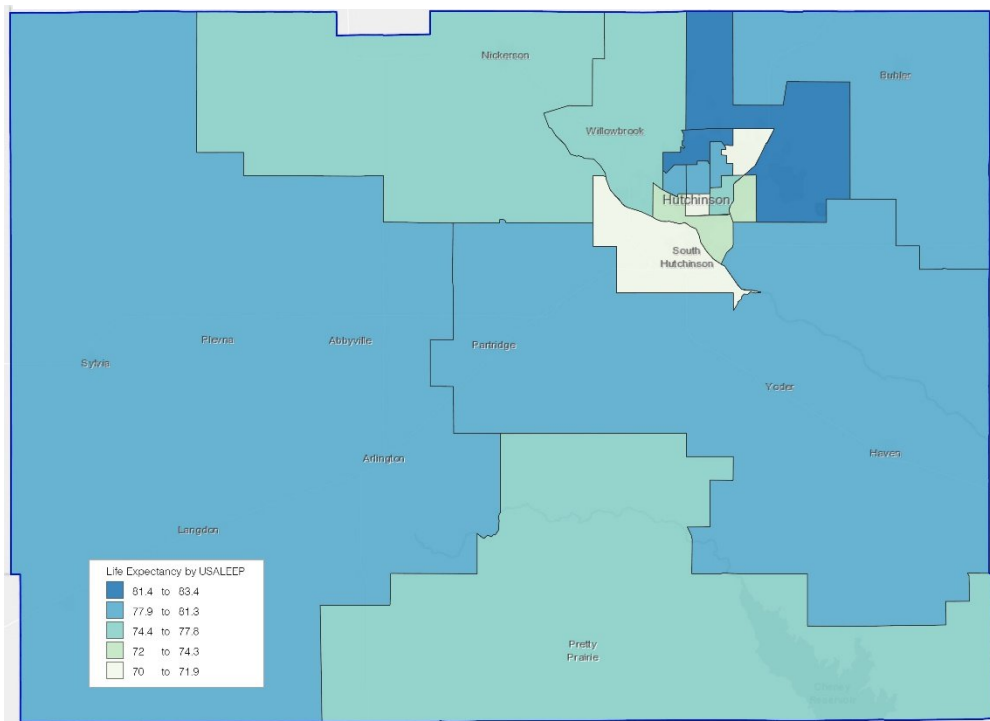 Nickerson
Buhler
Willowbrook
Hutchinson
South
Hutchinson
Plevna
Abbyville
Partridge
Sylvia
Yoder
Haven
Arlington
Langdon
Pretty
Prairie
Cheney
Reservoir
Life Expectancy by USALEEP
81.4 to 83.4
77.9 to 81.3
74.4 to 77.8
72 to 74.3
70 to 71.9